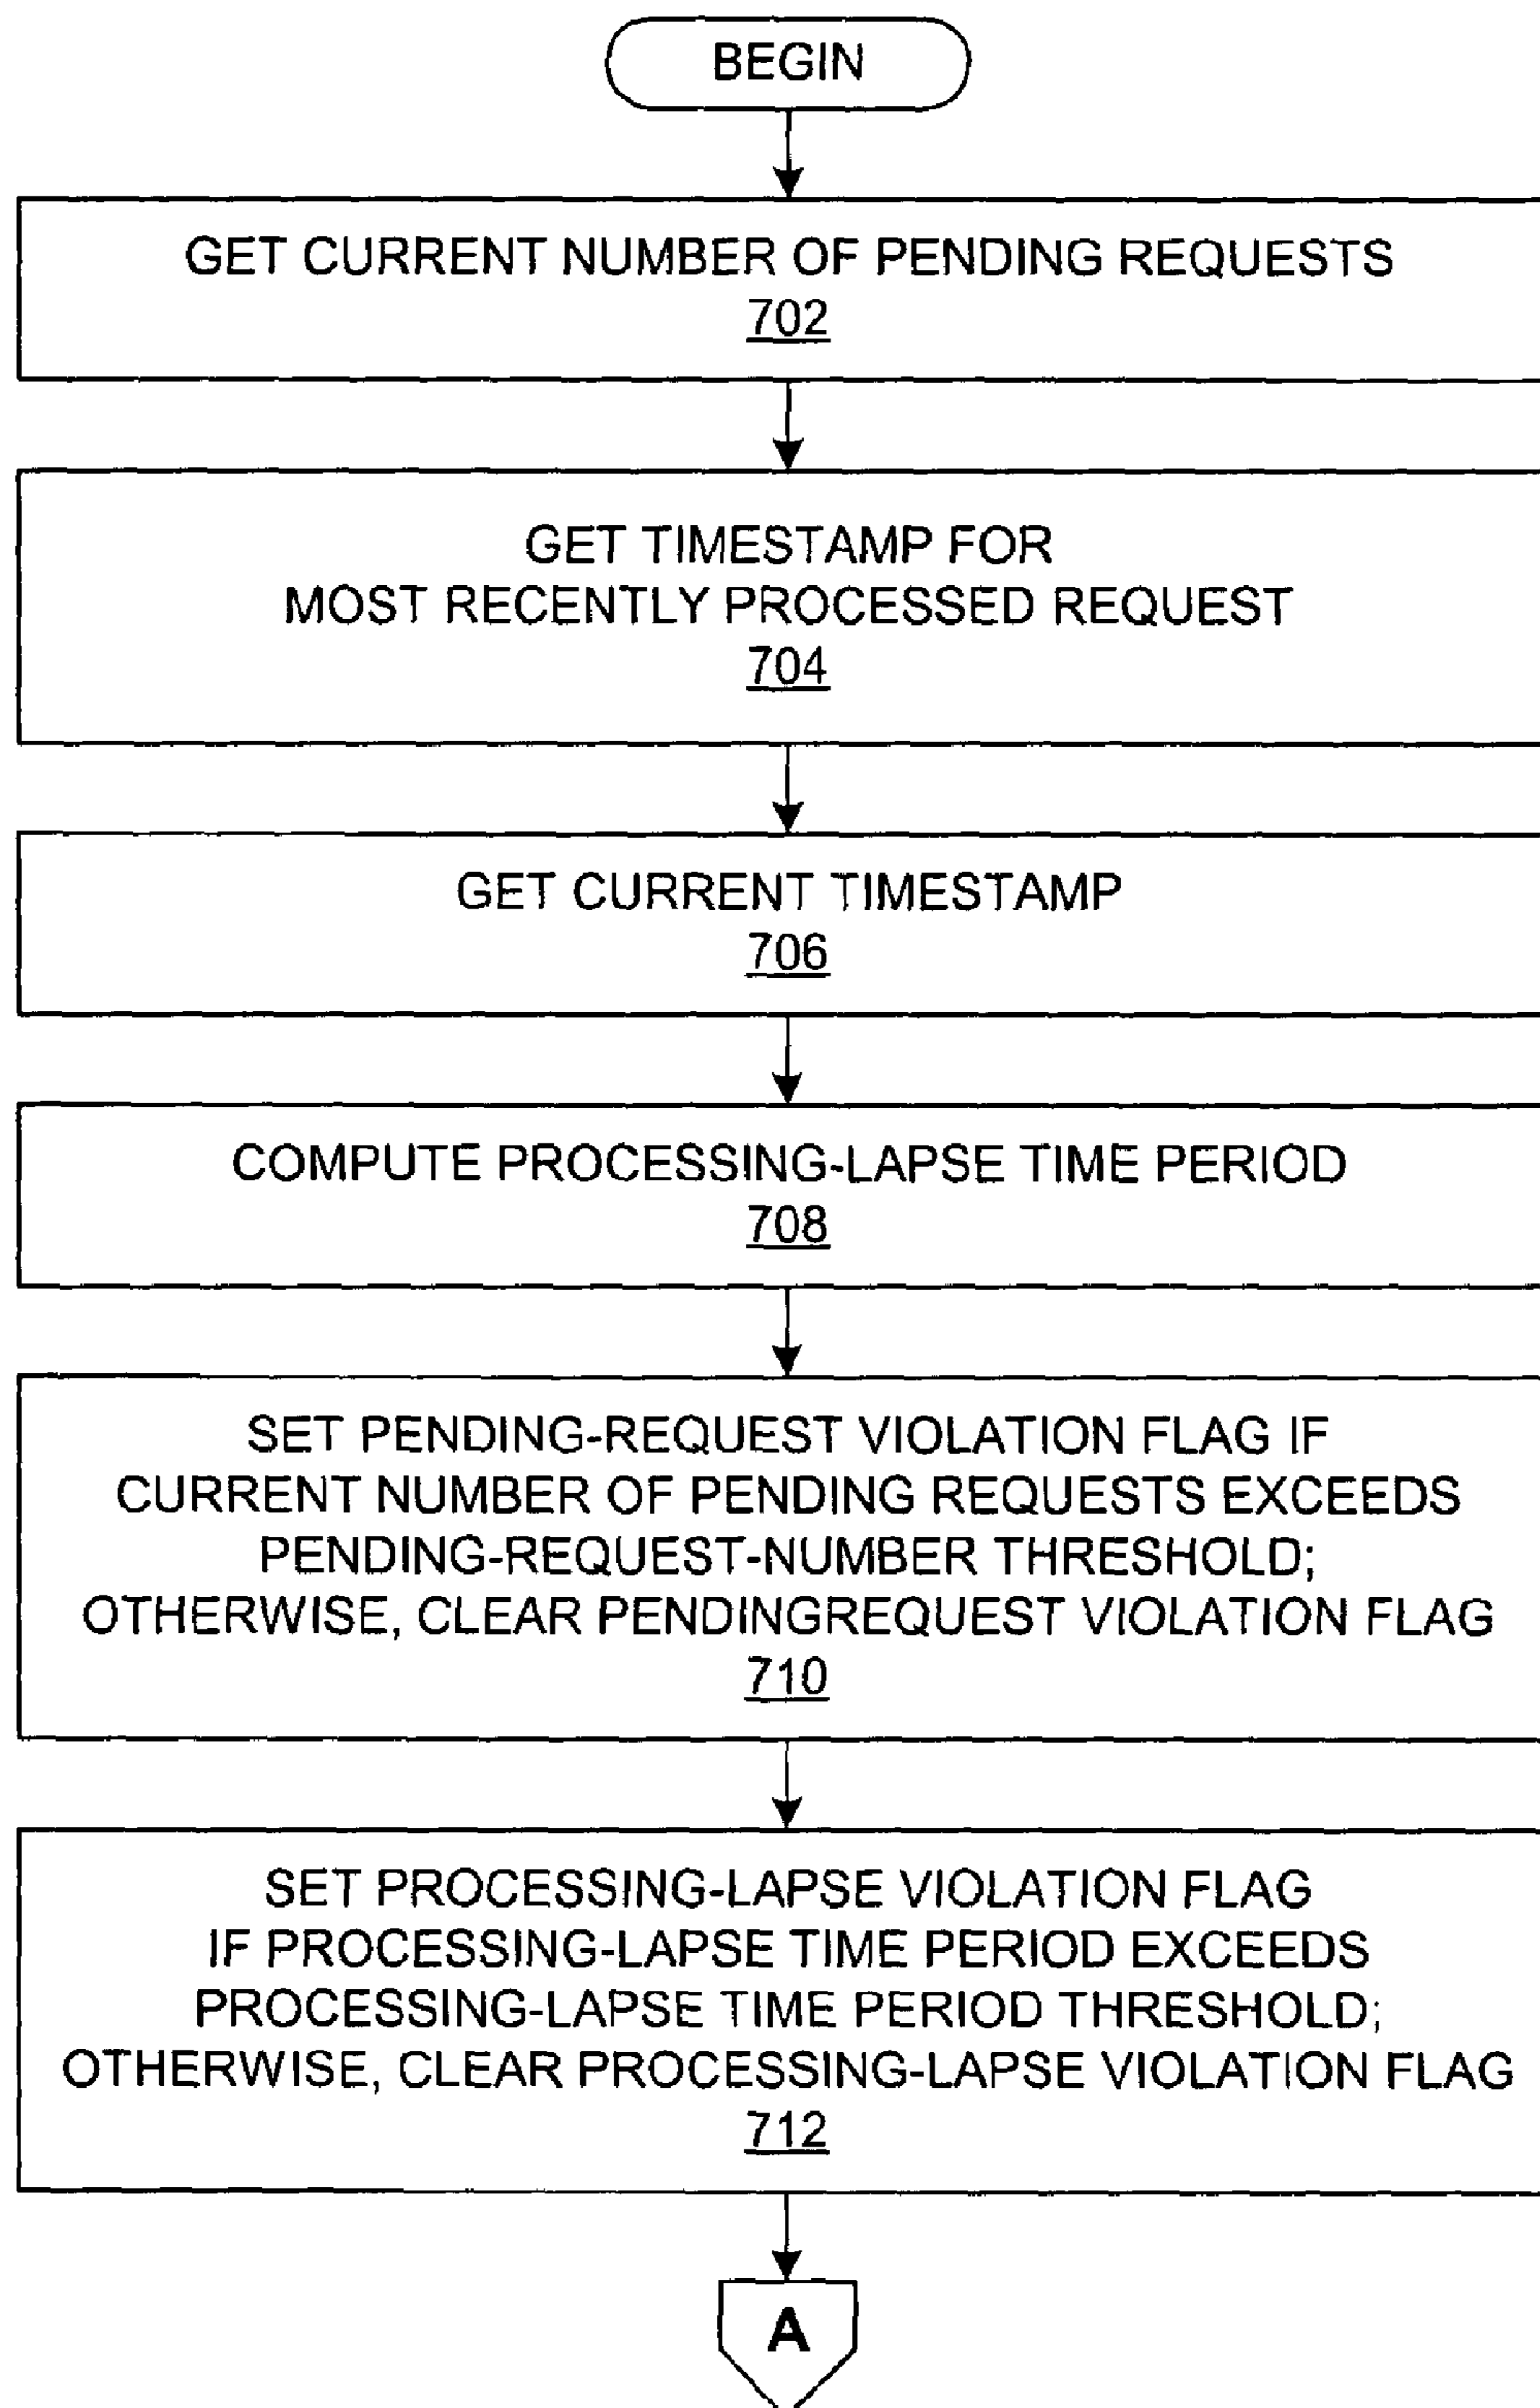 BEGIN
GET CURRENT NUMBER OF PENDING REQUESTS
702
GET TIMESTAMP FOR
MOST RECENTLY PROCESSED REQUEST
704
GET CURRENT TIMESTAMP
706
COMPUTE PROCESSING-LAPSE TIME PERIOD
708
SET PENDING-REQUEST VIOLATION FLAG IF
CURRENT NUMBER OF PENDING REQUESTS EXCEEDS
PENDING-REQUEST-NUMBER THRESHOLD;
OTHERWISE, CLEAR PENDINGREQUEST VIOLATION FLAG
710
SET PROCESSING-LAPSE VIOLATION FLAG
IF PROCESSING-LAPSE TIME PERIOD EXCEEDS
PROCESSING-LAPSE TIME PERIOD THRESHOLD;
OTHERWISE, CLEAR PROCESSING-LAPSE VIOLATION FLAG
712
A